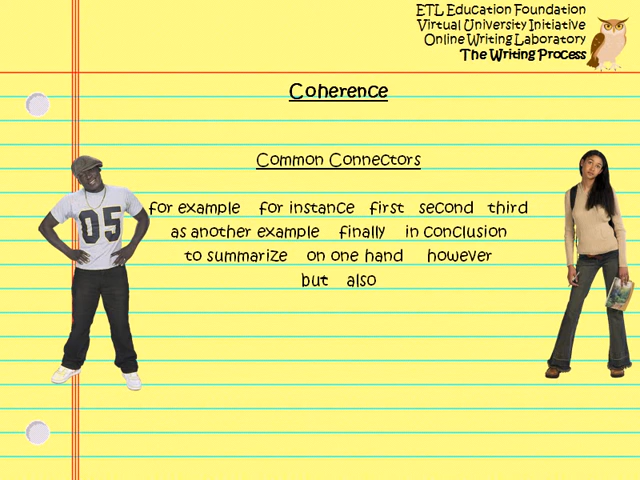 ETL Education Foundation
Virtual University Initiative
Online Writing Laboratory
The Writing Process
Coherence
Common Connectors
for example for instance first second third
as another example finally in conclusion
to summarize on one hand however
but also
05